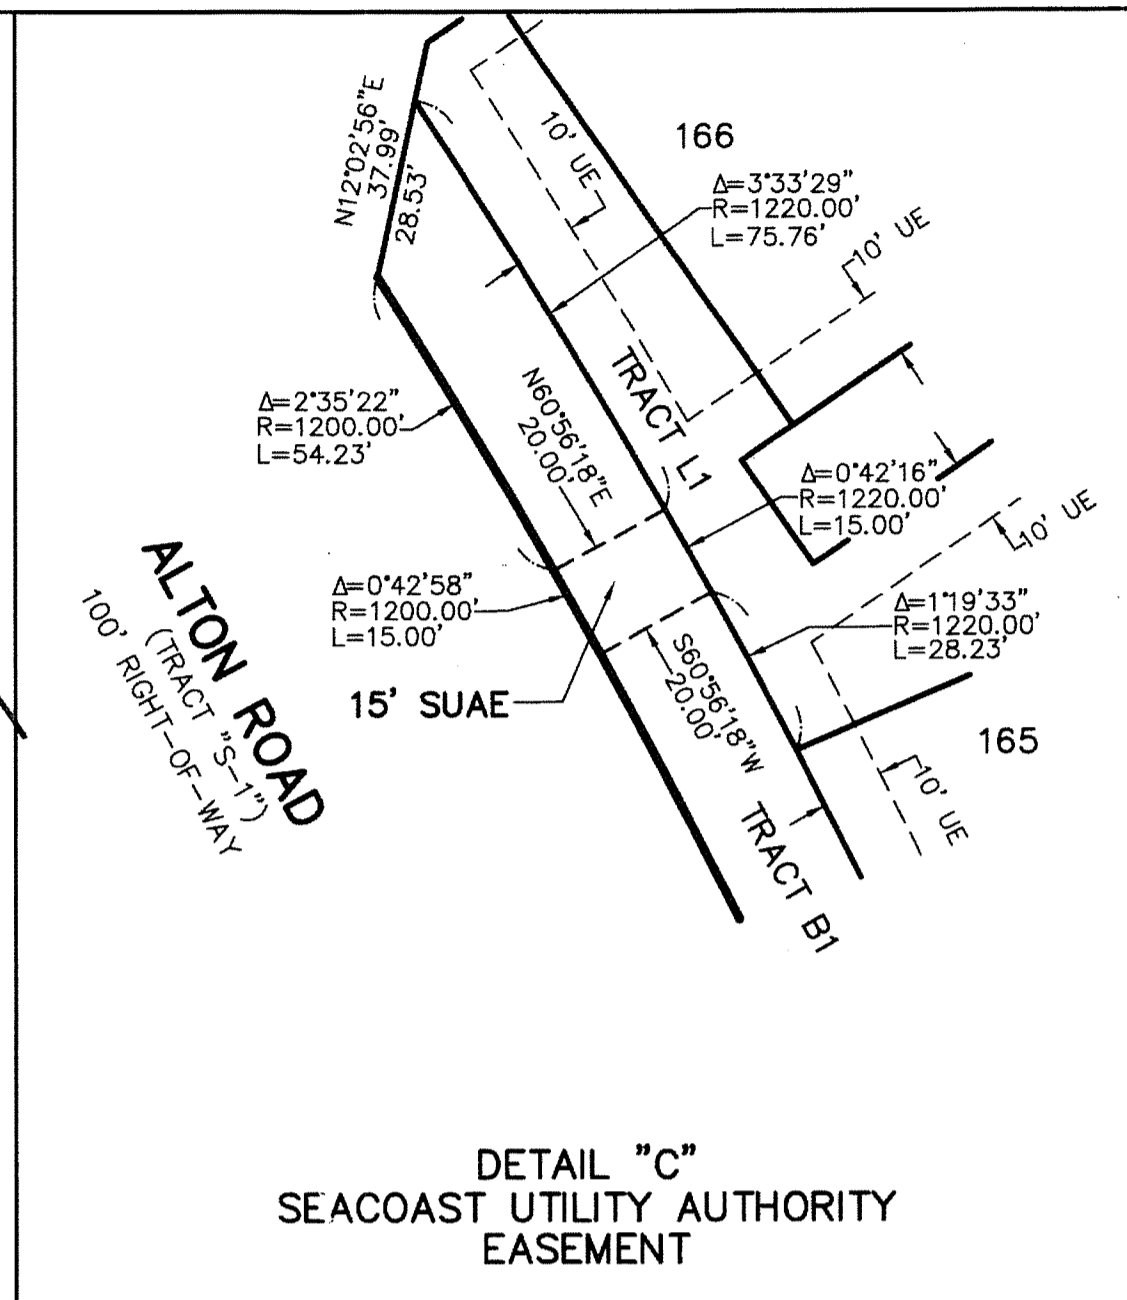 N12°02'56"E
37.99'
28.53'
10' UE
166
Δ=3°33'29"
R=1220.00'
L=75.76'
10' UE
TRACT L1
Δ=2°35'22"
R=1200.00'
L=54.23'
N60°56'18"E
20.00'
Δ=0°42'16"
R=1220.00'
L=15.00'
10' UE
ALTON ROAD
(TRACT "S-1")
100' RIGHT-OF-WAY
Δ=0°42'58"
R=1200.00'
L=15.00'
Δ=1°19'33"
R=1220.00'
L=28.23'
15' SUAE
S60°56'18"W
20.00'
165
10' UE
TRACT B1
DETAIL "C"
SEACOAST UTILITY AUTHORITY
EASEMENT